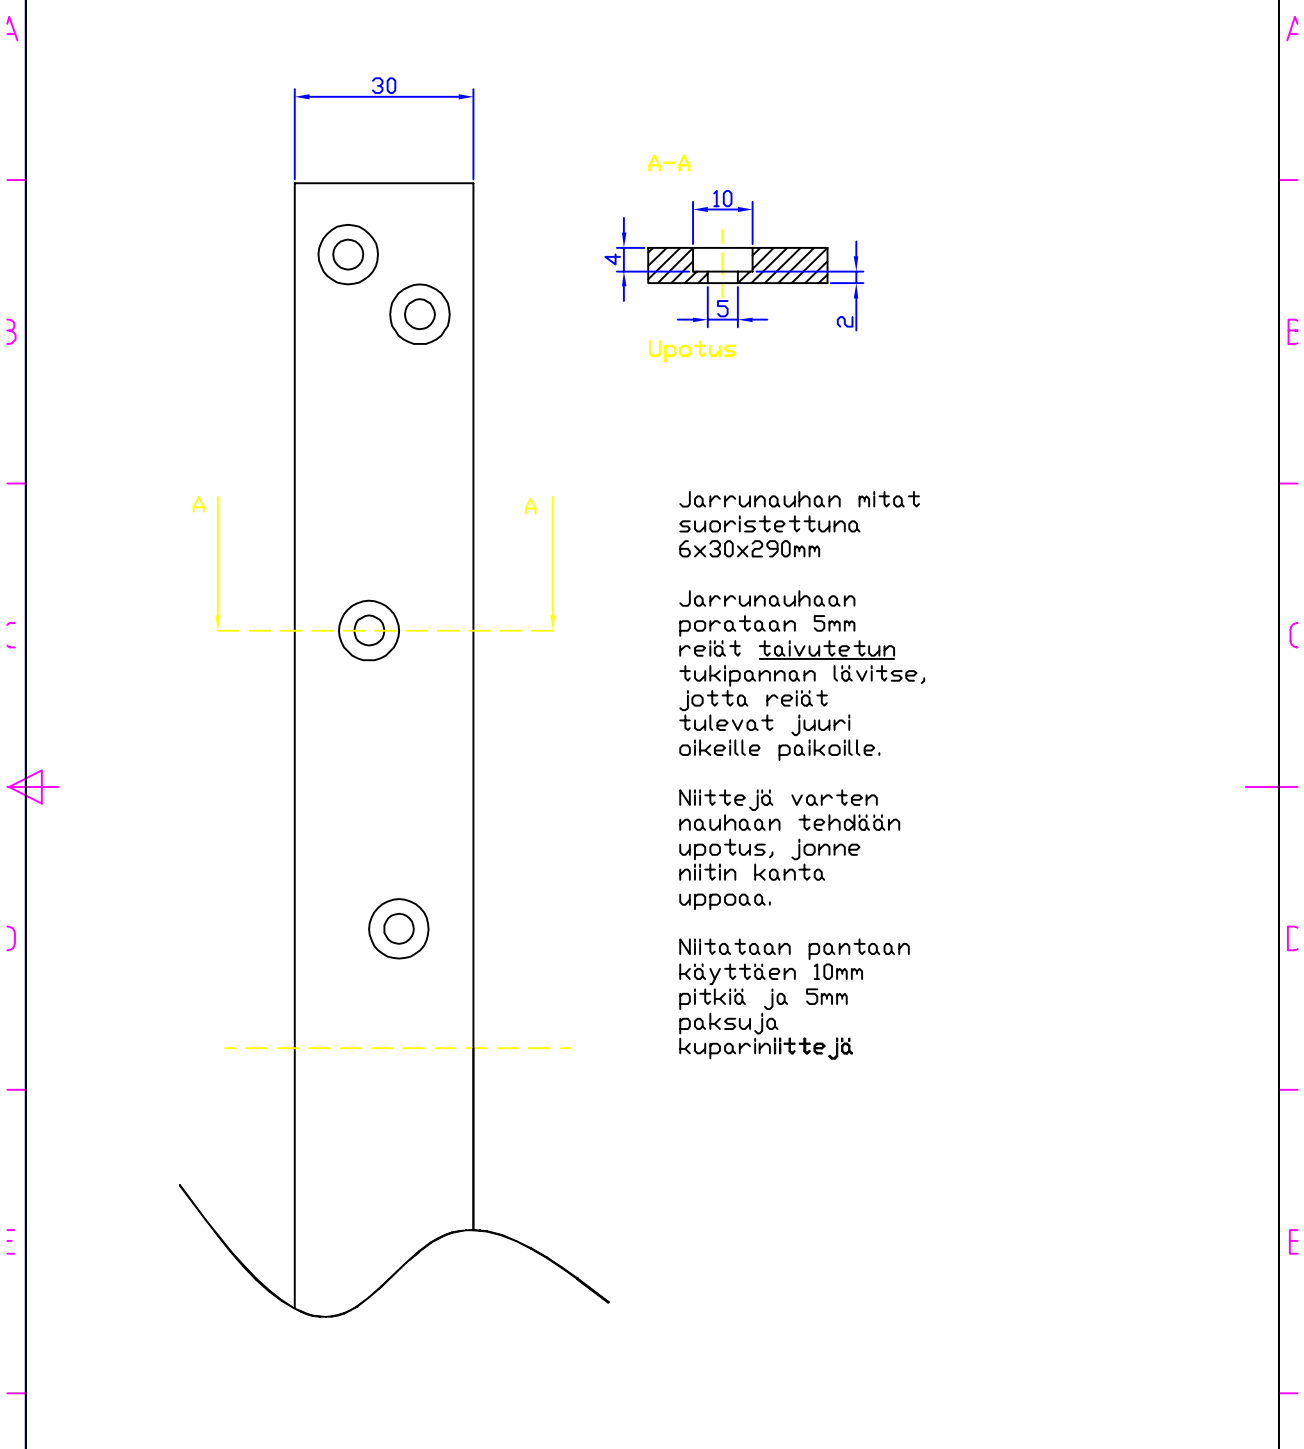 A
A
30
A-A
10
4
5
2
Upotus
B
B
A
A
Jarrunauhan mitat
suoristettuna
6x30x290mm
Jarrunauhaan
porataan 5mm
reiät taivutetun
tukipannan lävitse,
jotta reiät
tulevat juuri
oikeille paikoille.
C
C
Niittejä varten
nauhaan tehdään
upotus, jonne
niitin kanta
uppoaa.
D
D
Niitataan pantaan
käyttäen 10mm
pitkiä ja 5mm
paksuja
kupariniittejä
E
E